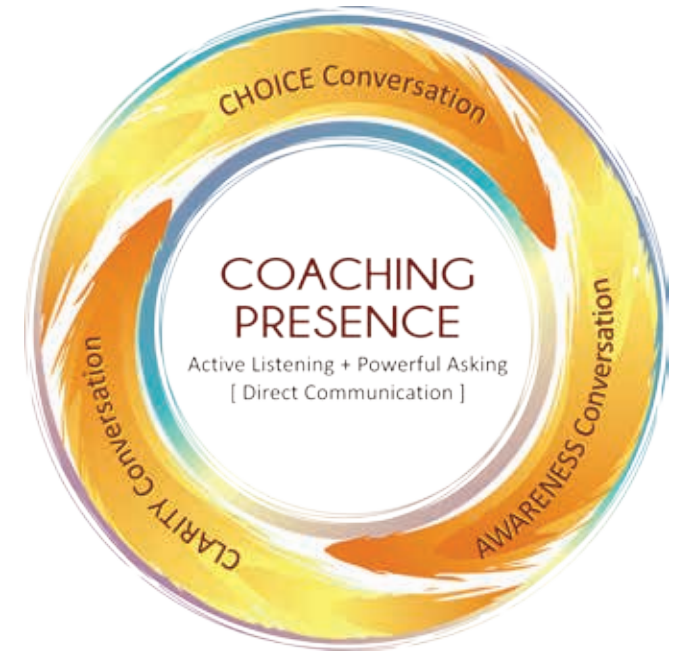 CHOICE Conversation
COACHING
PRESENCE
Active Listening + Powerful Asking
[ Direct Communication ]
AWARENESS Conversation
CLARITY Conversation